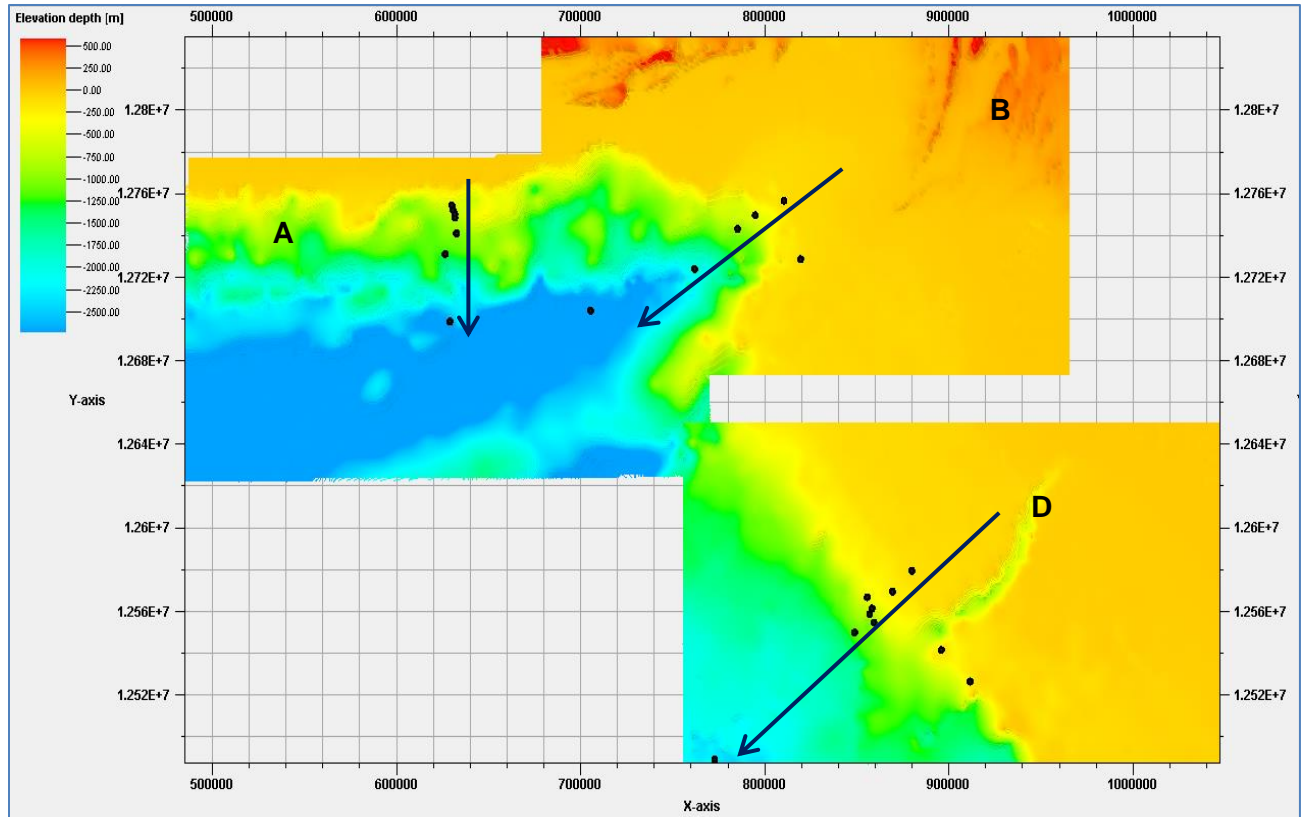 Elevation depth [m]
500.00
250.00
0.00
-250.00
-500.00
-750.00
-1000.00
-1250.00
-1500.00
-1750.00
-2000.00
-2250.00
-2500.00
500000 600000 700000 800000 900000 1000000
1.28E+7 1.28E+7
1.276E+7 1.276E+7
1.272E+7 1.272E+7
1.268E+7 1.268E+7
Y-axis
1.264E+7 1.264E+7
1.26E+7 1.26E+7
1.256E+7 1.256E+7
1.252E+7 1.252E+7
B
A
D
500000 600000 700000 800000 900000 1000000
X-axis